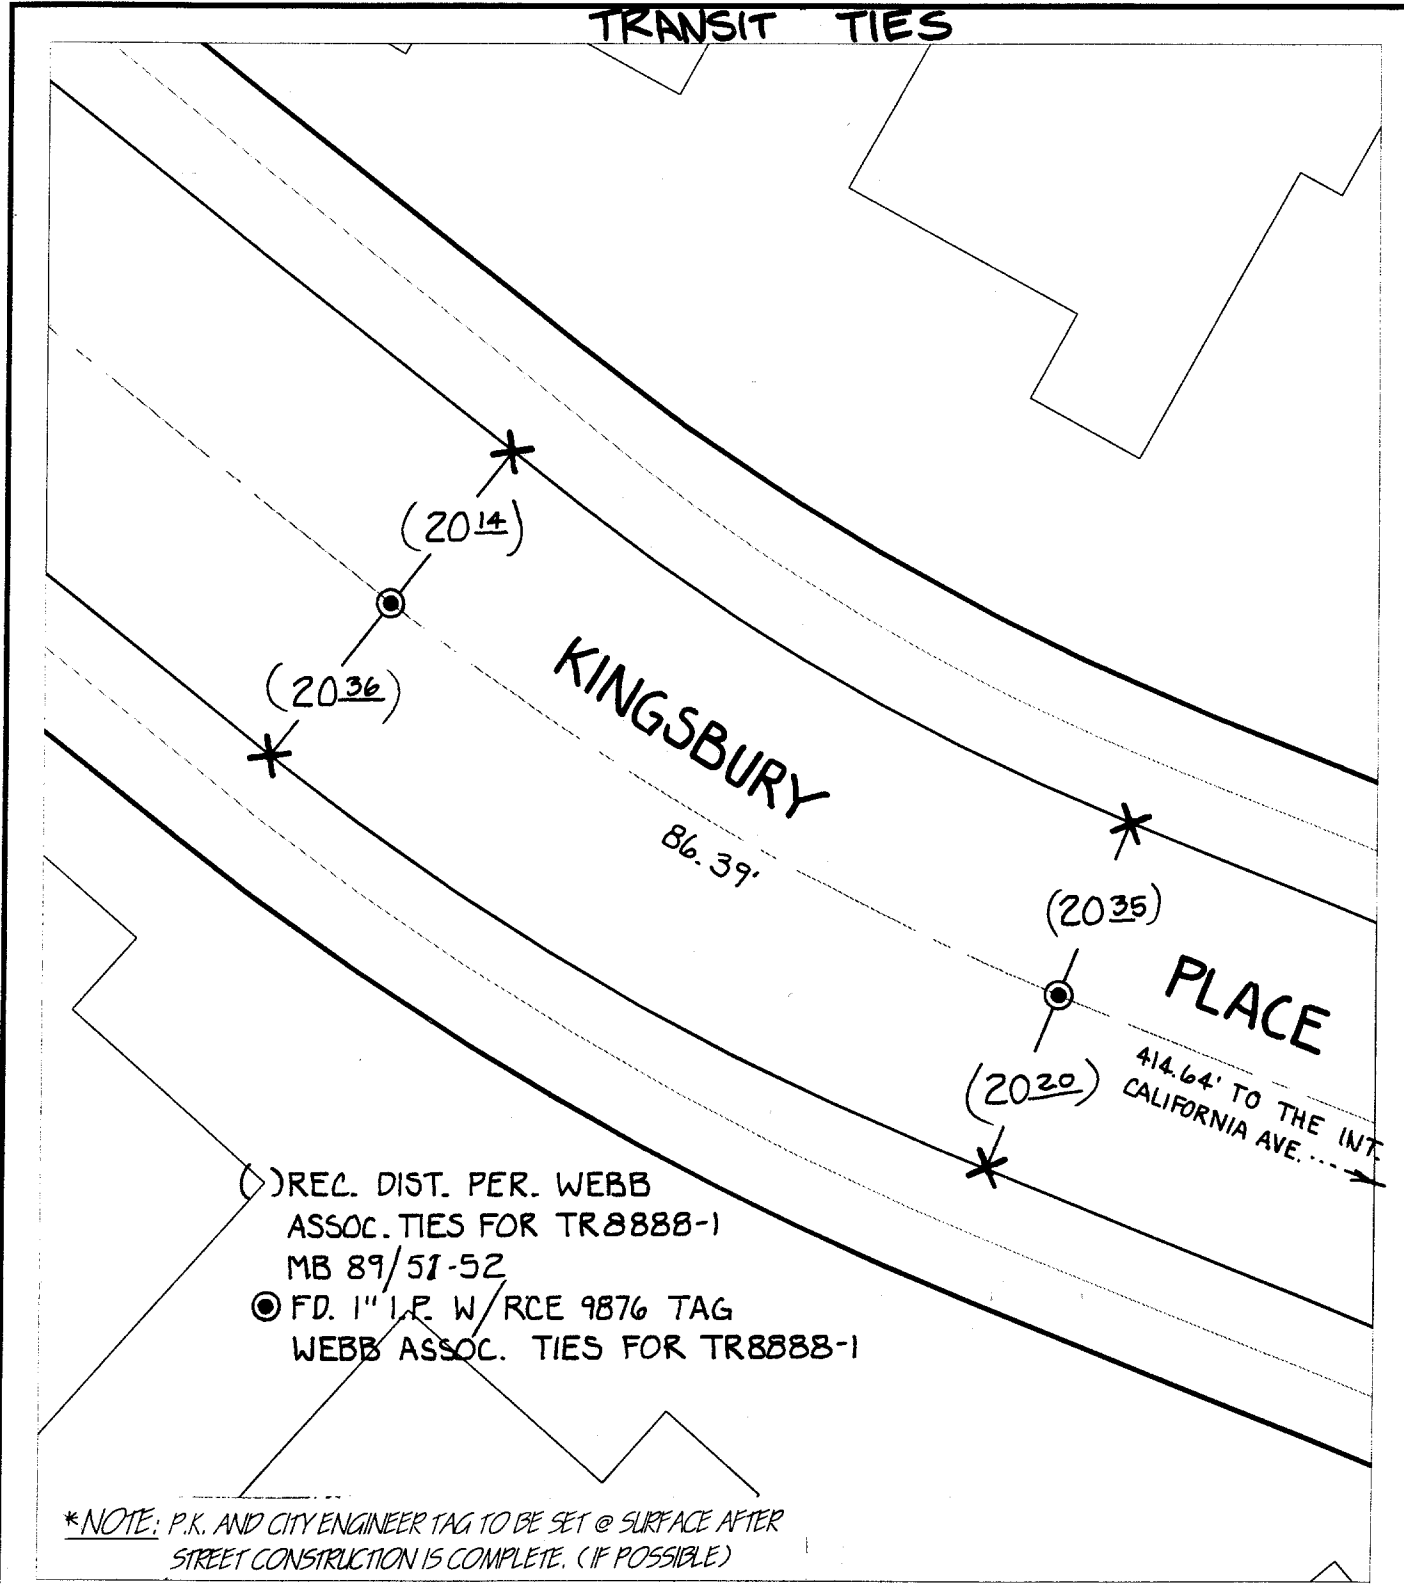 TRANSIT TIES
(20 14)
(20 36)
KINGSBURY
86.39'
(20 35)
PLACE
414.64' TO THE INT.
CALIFORNIA AVE.
(20 20)
( ) REC. DIST. PER. WEBB
ASSOC. TIES FOR TR8888-1
MB 89/51-52
FD. 1" I.P. W/RCE 9876 TAG
WEBB ASSOC. TIES FOR TR8888-1
*NOTE: P.K. AND CITY ENGINEER TAG TO BE SET @ SURFACE AFTER
STREET CONSTRUCTION IS COMPLETE. (IF POSSIBLE)